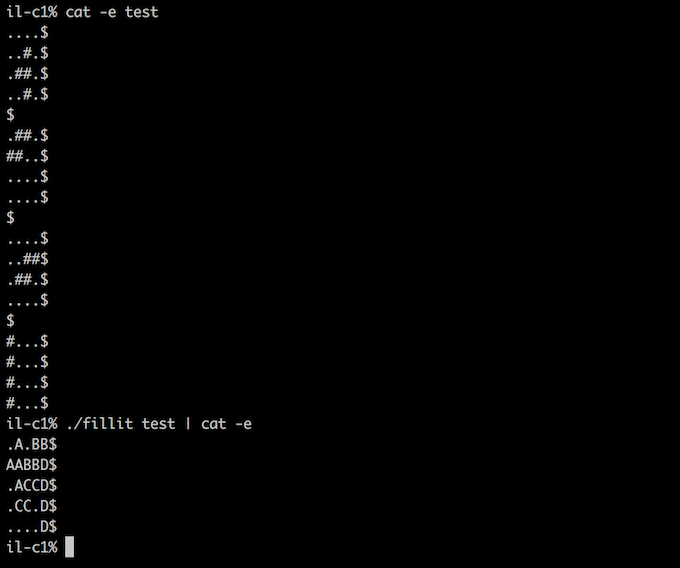 il-c1% cat -e test
....$
..#.$
.##.$
..#.$
$
.##.$
##..$
....$
....$
$
....$
..##$
.##.$
....$
$
#...$
#...$
#...$
#...$
il-c1% ./fillit test | cat -e
.A.BB$
AABBD$
.ACCD$
.CC.D$
....D$
il-c1%